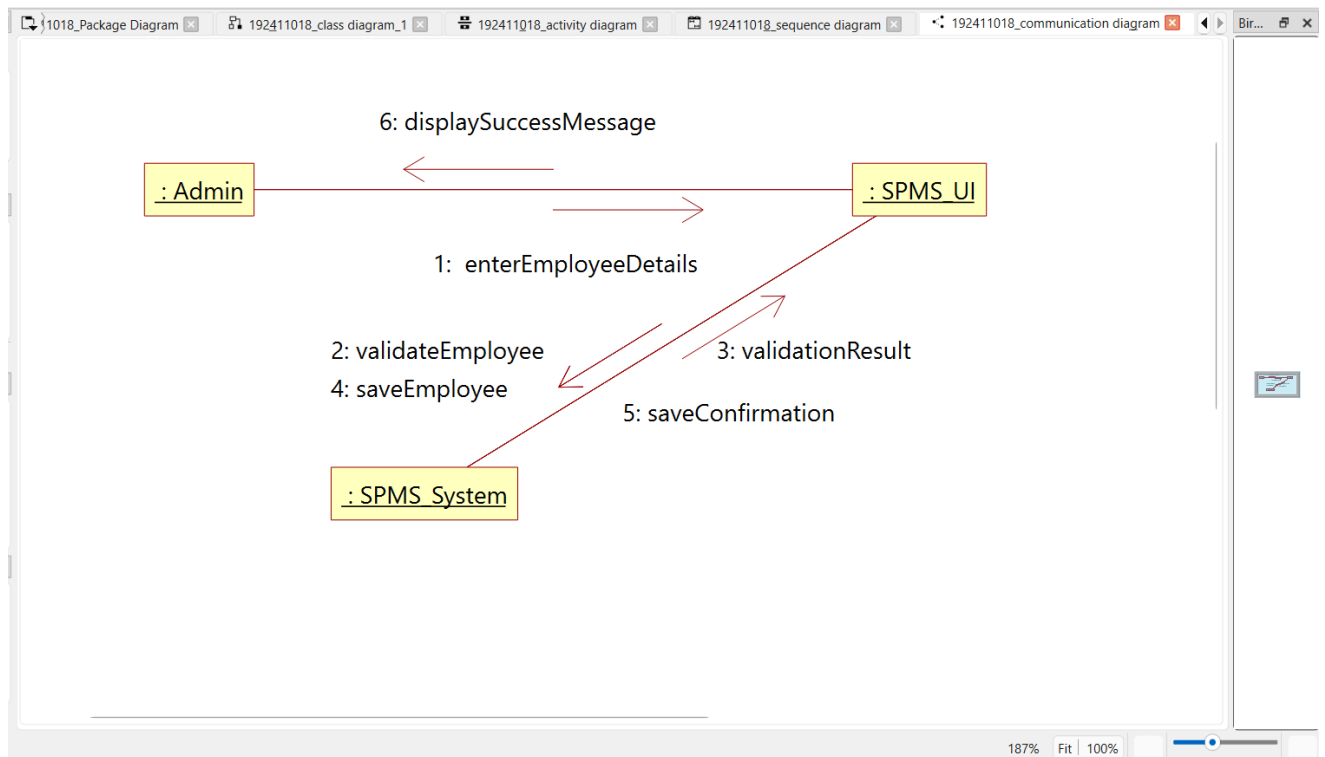 1018_Package Diagram
192411018_class diagram_1
192411018_activity diagram
192411018_sequence diagram
192411018_communication diagram
Bir...
6: displaySuccessMessage
: Admin
: SPMS_UI
1: enterEmployeeDetails
2: validateEmployee
3: validationResult
4: saveEmployee
5: saveConfirmation
: SPMS_System
187%
Fit
100%